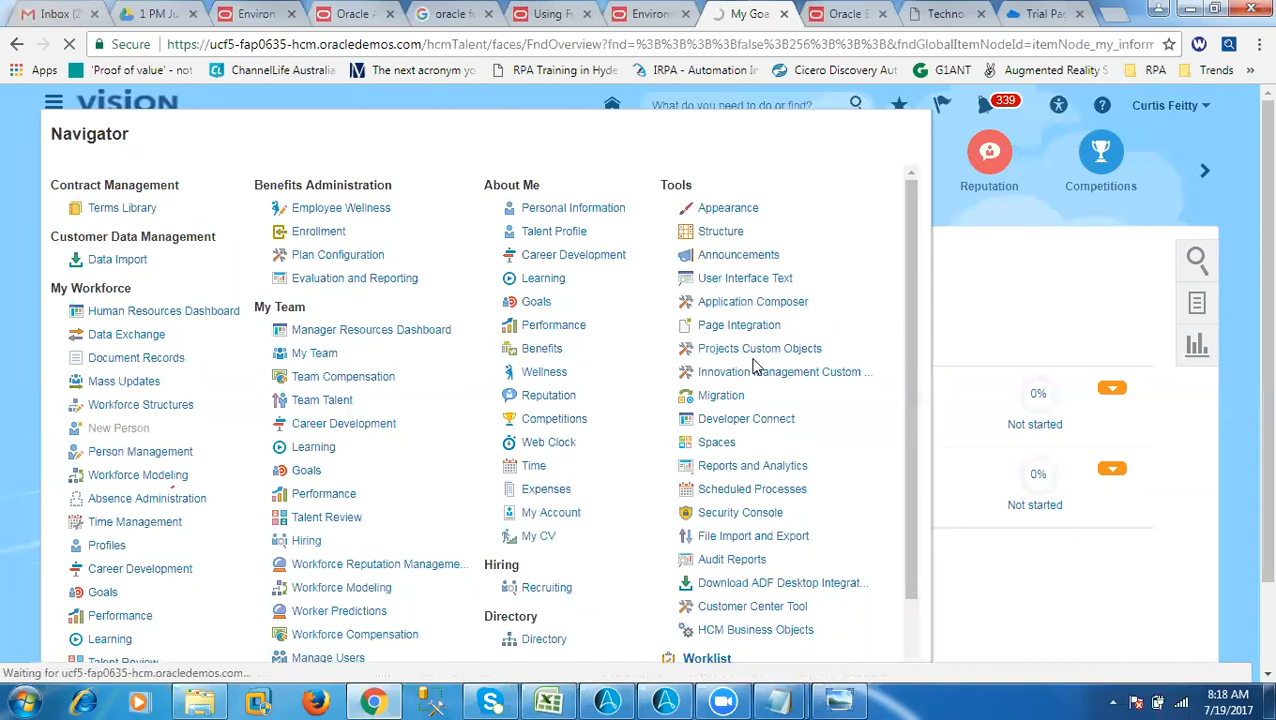 Inbox (2
1 PM Ju
Environ
Oracle A
oracle fu
Using F
Environ
My Goa
Oracle E
Techno
Trial Pa
Secure
https://ucf5-fap0635-hcm.oracledemos.com/hcmTalent/faces/FndOverview?fnd=%3B%3B%3B%3Bfalse%3B256%3B%3B%3B&fndGlobalItemNodeId=itemNode_my_inform
Apps
'Proof of value' - not
ChannelLife Australia
The next acronym yo
RPA Training in Hyde
IRPA - Automation In
Cicero Discovery Aut
G1ANT
Augmented Reality S
RPA
Trends
»
vision
What do you need to do or find?
339
Curtis Feitty
Reputation
Competitions
Navigator
Contract Management
Terms Library
Customer Data Management
Data Import
My Workforce
Human Resources Dashboard
Data Exchange
Document Records
Mass Updates
Workforce Structures
New Person
Person Management
Workforce Modeling
Absence Administration
Time Management
Profiles
Career Development
Goals
Performance
Learning
Talent Review
Benefits Administration
Employee Wellness
Enrollment
Plan Configuration
Evaluation and Reporting
My Team
Manager Resources Dashboard
My Team
Team Compensation
Team Talent
Career Development
Learning
Goals
Performance
Talent Review
Hiring
Workforce Reputation Manageme...
Workforce Modeling
Worker Predictions
Workforce Compensation
Manage Users
About Me
Personal Information
Talent Profile
Career Development
Learning
Goals
Performance
Benefits
Wellness
Reputation
Competitions
Web Clock
Time
Expenses
My Account
My CV
Hiring
Recruiting
Directory
Directory
Tools
Appearance
Structure
Announcements
User Interface Text
Application Composer
Page Integration
Projects Custom Objects
Innovation Management Custom ...
Migration
Developer Connect
Spaces
Reports and Analytics
Scheduled Processes
Security Console
File Import and Export
Audit Reports
Download ADF Desktop Integrat...
Customer Center Tool
HCM Business Objects
Worklist
0%
Not started
0%
Not started
Waiting for ucf5-fap0635-hcm.oracledemos.com...
8:18 AM
7/19/2017